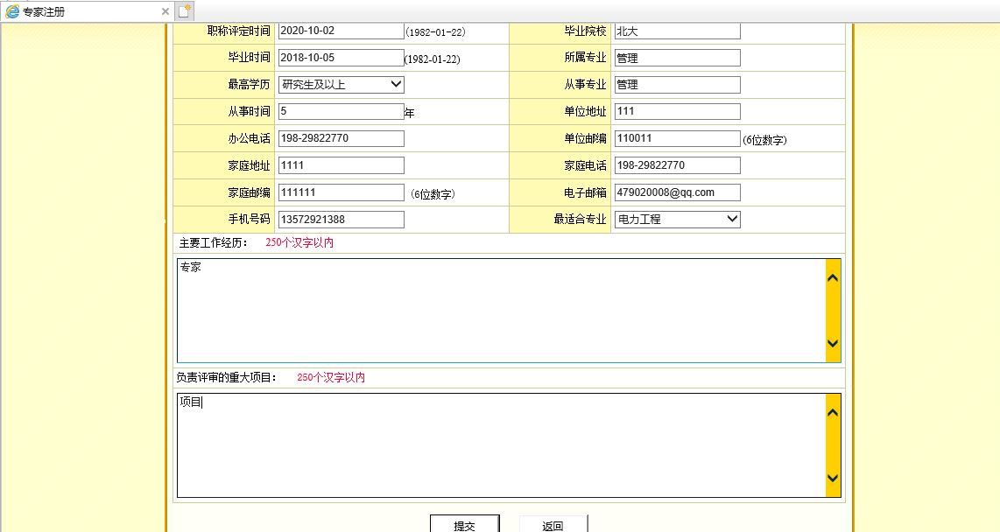 专家注册
职称评定时间 2020-10-02 (1982-01-22) 毕业院校 北大
毕业时间 2018-10-05 (1982-01-22) 所属专业 管理
最高学历 研究生及以上 从事专业 管理
从事时间 5 年 单位地址 111
办公电话 198-29822770 单位邮编 110011 (6位数字)
家庭地址 1111 家庭电话 198-29822770
家庭邮编 111111 (6位数字) 电子邮箱 479020008@qq.com
手机号码 13572921388 最适合专业 电力工程
主要工作经历： 250个汉字以内
专家
负责评审的重大项目： 250个汉字以内
项目
提交 返回